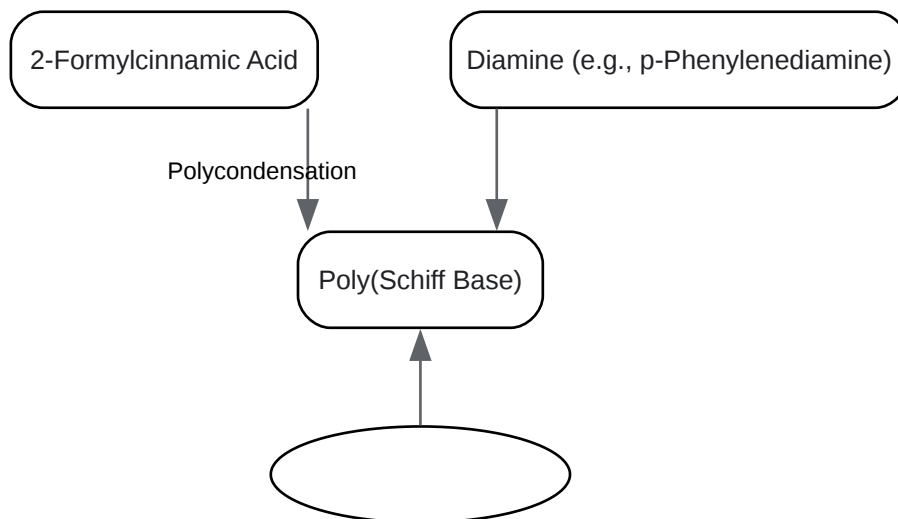 2-Formylcinnamic Acid
Diamine (e.g., p-Phenylenediamine)
Polycondensation
Poly(Schiff Base)